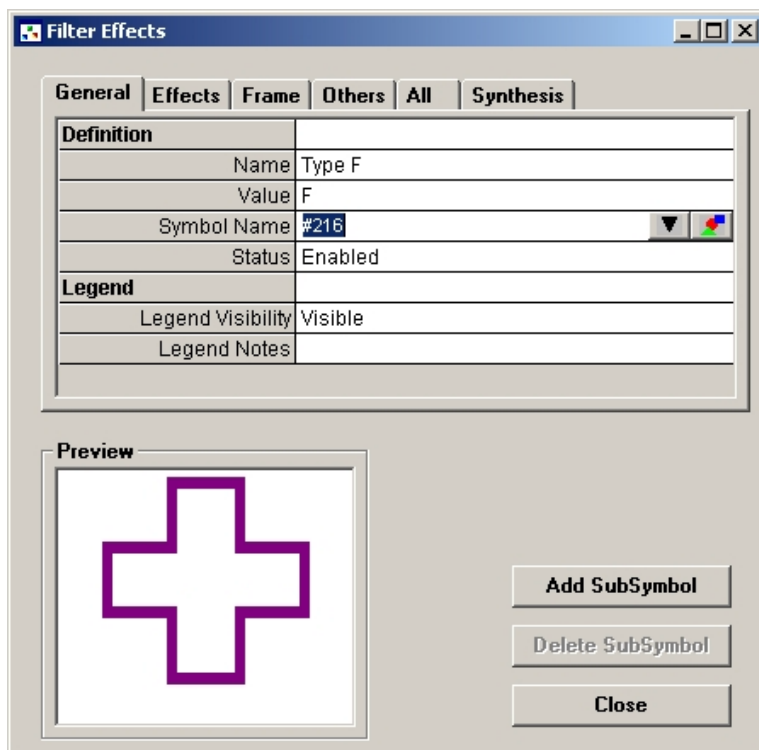 Filter Effects
General Effects Frame Others All Synthesis
Definition
Name Type F
Value F
Symbol Name #216
Status Enabled
Legend
Legend Visibility Visible
Legend Notes
Preview
Add SubSymbol
Delete SubSymbol
Close